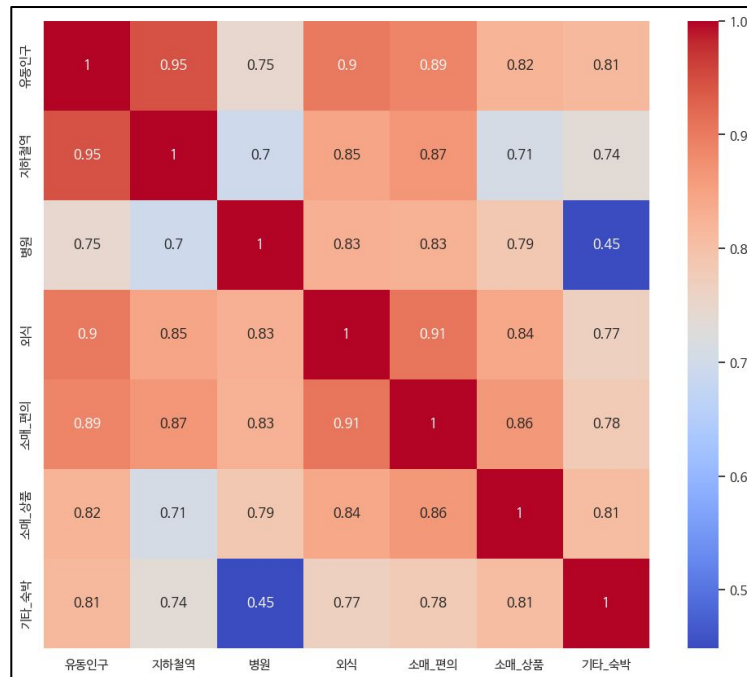 유동인구 1 0.95 0.75 0.9 0.89 0.82 0.81
지하철역 0.95 1 0.7 0.85 0.87 0.71 0.74
병원 0.75 0.7 1 0.83 0.83 0.79 0.45
외식 0.9 0.85 0.83 1 0.91 0.84 0.77
소매_편의 0.89 0.87 0.83 0.91 1 0.86 0.78
소매_상품 0.82 0.71 0.79 0.84 0.86 1 0.81
기타_숙박 0.81 0.74 0.45 0.77 0.78 0.81 1
유동인구 지하철역 병원 외식 소매_편의 소매_상품 기타_숙박
1.0
0.9
0.8
0.7
0.6
0.5